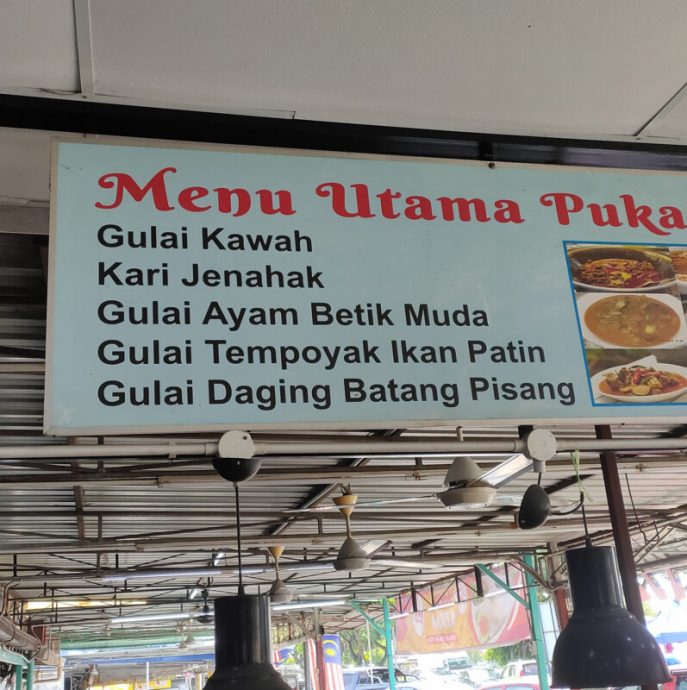 Menu Utama Puka
Gulai Kawah
Kari Jenahak
Gulai Ayam Betik Muda
Gulai Tempoyak Ikan Patin
Gulai Daging Batang Pisang